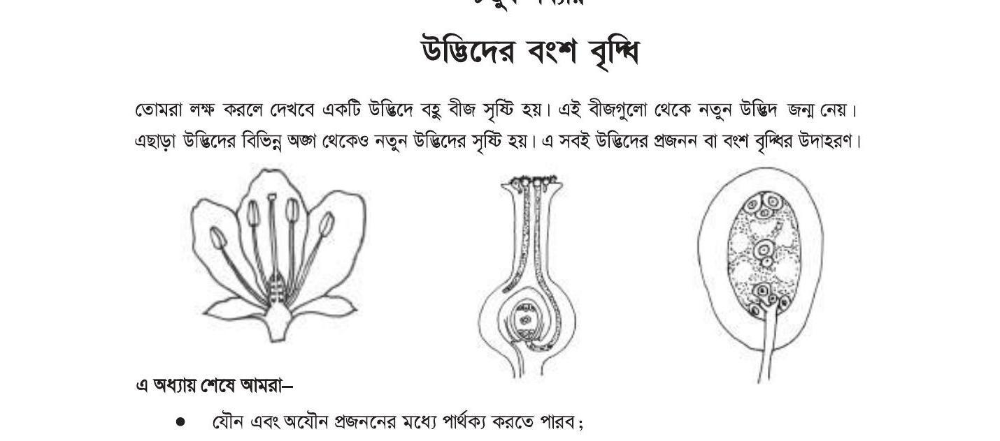 উদ্ভিদের বংশ বৃদ্ধি
তোমরা লক্ষ করলে দেখবে একটি উদ্ভিদে বহু বীজ সৃষ্টি হয়। এই বীজগুলো থেকে নতুন উদ্ভিদ জন্ম নেয়।
এছাড়া উদ্ভিদের বিভিন্ন অঙ্গ থেকেও নতুন উদ্ভিদের সৃষ্টি হয়। এ সবই উদ্ভিদের প্রজনন বা বংশ বৃদ্ধির উদাহরণ।
এ অধ্যায় শেষে আমরা–
● যৌন এবং অযৌন প্রজননের মধ্যে পার্থক্য করতে পারব;